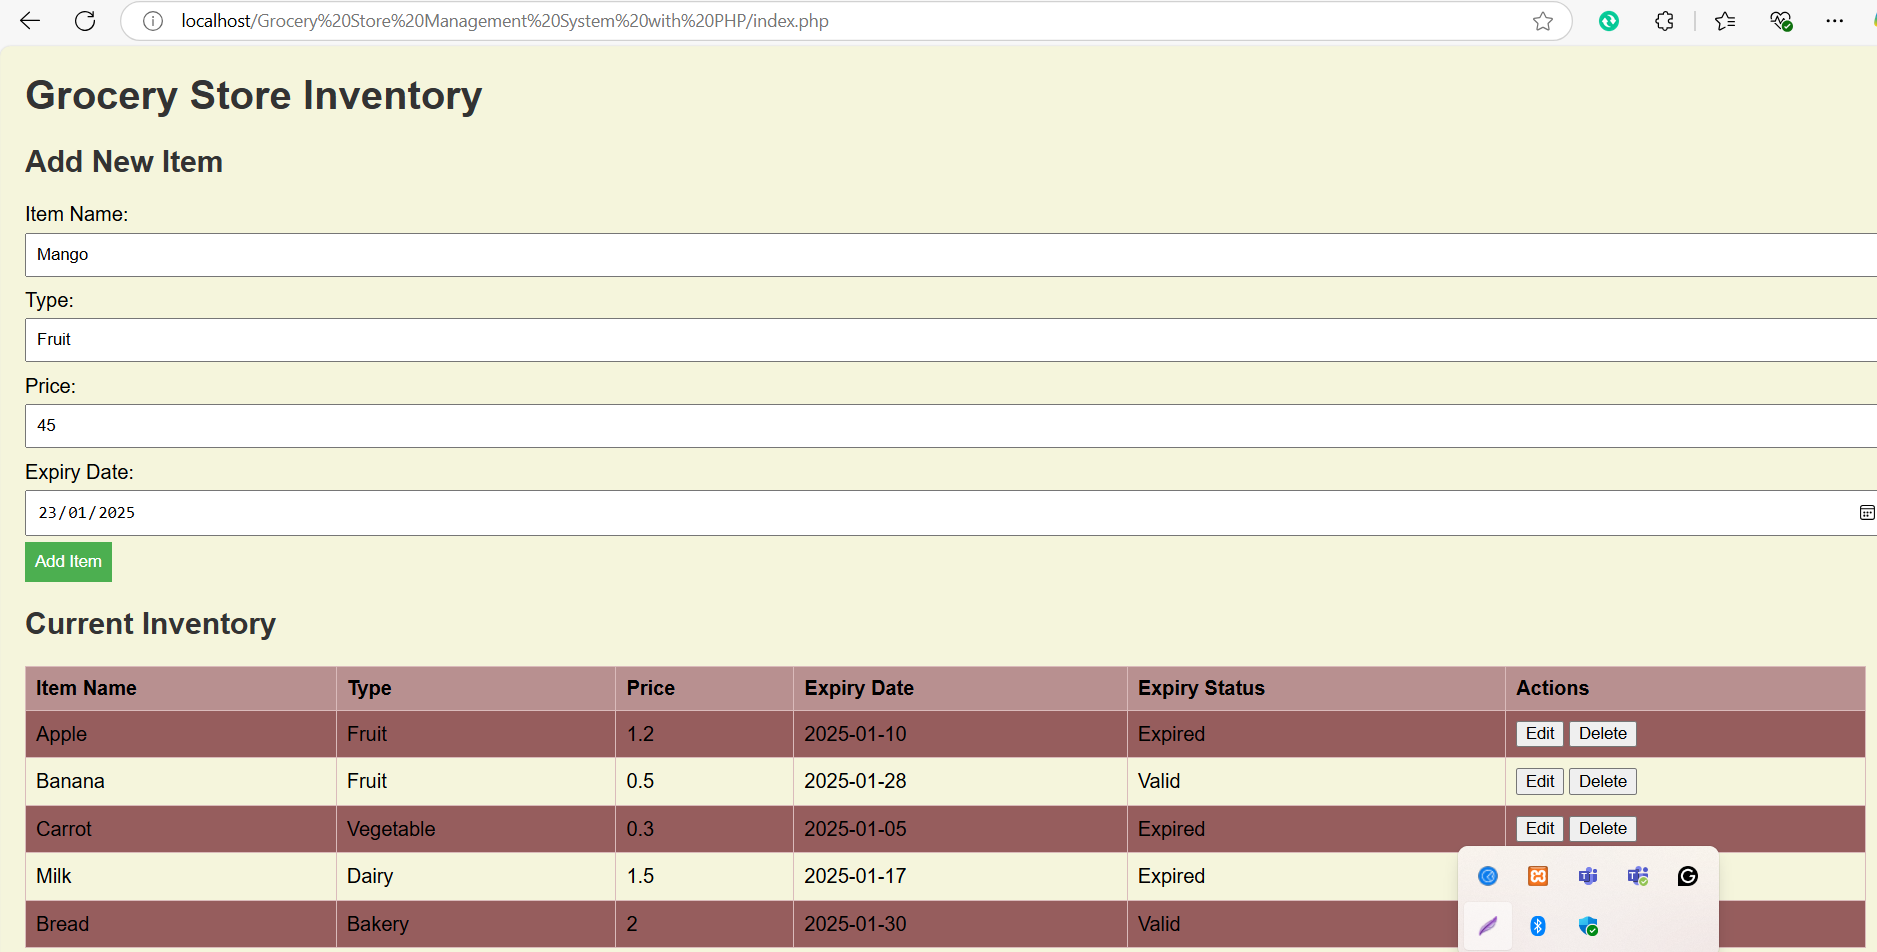 localhost/Grocery%20Store%20Management%20System%20with%20PHP/index.php
Grocery Store Inventory
Add New Item
Item Name:
Mango
Type:
Fruit
Price:
45
Expiry Date:
23/01/2025
Add Item
Current Inventory
Item Name Type Price Expiry Date Expiry Status Actions
Apple Fruit 1.2 2025-01-10 Expired Edit Delete
Banana Fruit 0.5 2025-01-28 Valid Edit Delete
Carrot Vegetable 0.3 2025-01-05 Expired Edit Delete
Milk Dairy 1.5 2025-01-17 Expired
Bread Bakery 2 2025-01-30 Valid